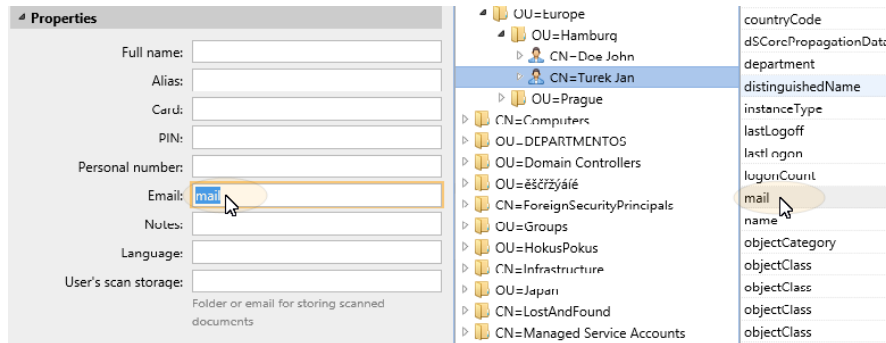 Properties
Full name:
Alias:
Card:
PIN:
Personal number:
Email: mail
Notes:
Language:
User's scan storage:
Folder or email for storing scanned
documents
OU=Europe
OU=Hamburg
CN=Doe John
CN=Turek Jan
OU=Prague
CN=Computers
OU=DEPARTMENTOS
OU=Domain Controllers
OU=ěščřžýáíé
CN=ForeignSecurityPrincipals
OU=Groups
OU=HokusPokus
CN=Infrastructure
OU=Japan
CN=LostAndFound
CN=Managed Service Accounts
countryCode
dSCorePropagationData
department
distinguishedName
instanceType
lastLogoff
lastLogon
logonCount
mail
name
objectCategory
objectClass
objectClass
objectClass
objectClass